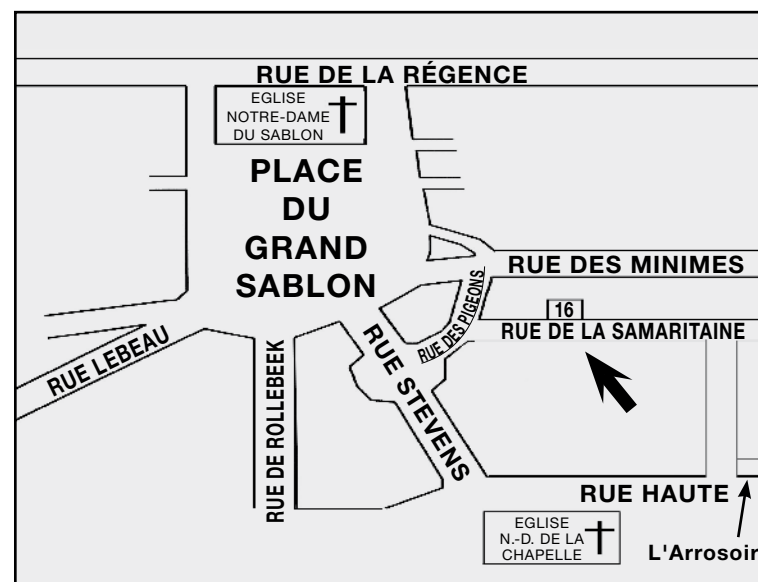 RUE DE LA RÉGENCE
EGLISE
NOTRE-DAME
DU SABLON
PLACE
DU
GRAND
SABLON
RUE DES MINIMES
RUE DES PIGEONS
16
RUE DE LA SAMARITAINE
RUE LEBEAU
RUE DE ROLLEBEEK
RUE STEVENS
RUE HAUTE
EGLISE
N.-D. DE LA
CHAPELLE
L'Arrosoir